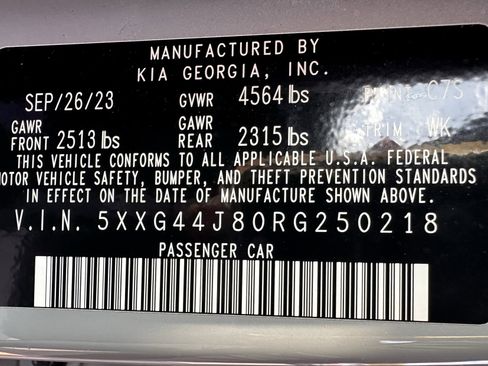 MANUFACTURED BY
KIA GEORGIA, INC.
SEP/26/23 GVWR 4564 lbs C7S
GAWR FRONT 2513 lbs GAWR REAR 2315 lbs TRIM: WK
THIS VEHICLE CONFORMS TO ALL APPLICABLE U.S.A. FEDERAL
MOTOR VEHICLE SAFETY, BUMPER, AND THEFT PREVENTION STANDARDS
IN EFFECT ON THE DATE OF MANUFACTURE SHOWN ABOVE.
V.I.N. 5XXG44J80RG250218
PASSENGER CAR